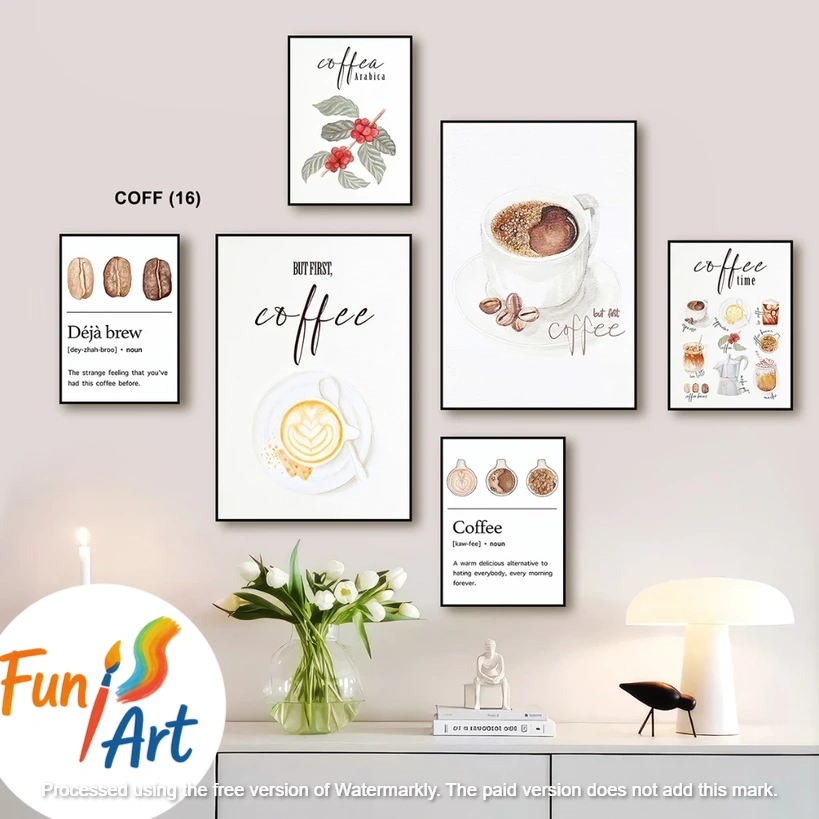 coffea
Arabica
COFF (16)
Déjà brew
[dey-zhah-broo] • noun
The strange feeling that you've
had this coffee before.
BUT FIRST,
coffee
but first
coffee
coffee
time
Coffee
[kaw-fee] • noun
A warm delicious alternative to
hating everybody, every morning
forever.
Fun
Art
Processed using the free version of Watermarkly. The paid version does not add this mark.